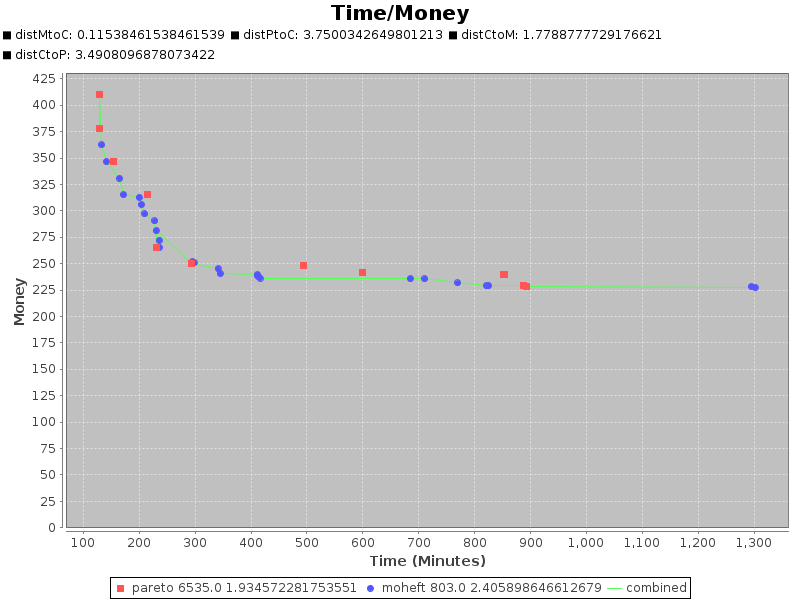 Time/Money
distMtoC: 0.11538461538461539 distPtoC: 3.7500342649801213 distCtoM: 1.7788777729176621
distCtoP: 3.4908096878073422
425
400
375
350
325
300
275
250
225
200
175
150
125
100
75
50
25
0
Money
100 200 300 400 500 600 700 800 900 1,000 1,100 1,200 1,300
Time (Minutes)
pareto 6535.0 1.934572281753551 moheft 803.0 2.405898646612679 combined